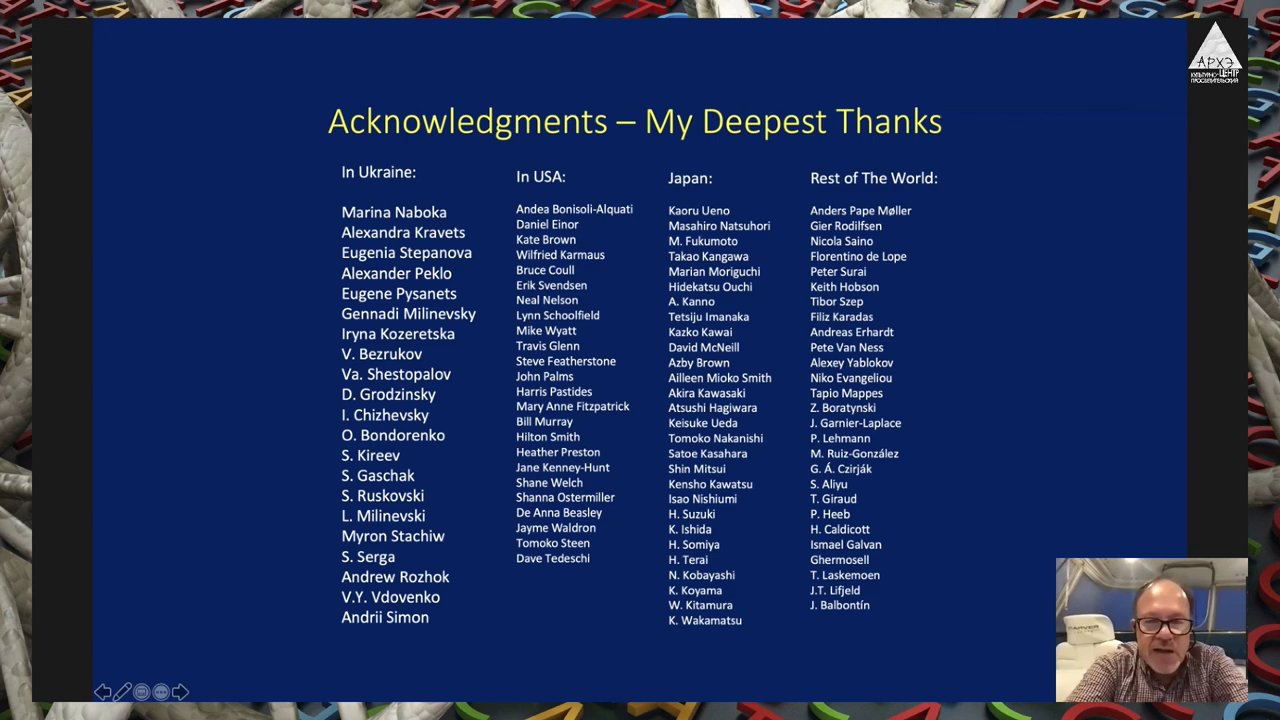 АРХЭ
КУЛЬТУРНО-
ЦЕНТР
ПРОСВЕТИТЕЛЬСКИЙ
Acknowledgments – My Deepest Thanks
In Ukraine:
Marina Naboka
Alexandra Kravets
Eugenia Stepanova
Alexander Peklo
Eugene Pysanets
Gennadi Milinevsky
Iryna Kozeretska
V. Bezrukov
Va. Shestopalov
D. Grodzinsky
I. Chizhevsky
O. Bondorenko
S. Kireev
S. Gaschak
S. Ruskovski
L. Milinevski
Myron Stachiw
S. Serga
Andrew Rozhok
V.Y. Vdovenko
Andrii Simon
In USA:
Andea Bonisoli-Alquati
Daniel Einor
Kate Brown
Wilfried Karmaus
Bruce Coull
Erik Svendsen
Neal Nelson
Lynn Schoolfield
Mike Wyatt
Travis Glenn
Steve Featherstone
John Palms
Harris Pastides
Mary Anne Fitzpatrick
Bill Murray
Hilton Smith
Heather Preston
Jane Kenney-Hunt
Shane Welch
Shanna Ostermiller
De Anna Beasley
Jayme Waldron
Tomoko Steen
Dave Tedeschi
Japan:
Kaoru Ueno
Masahiro Natsuhori
M. Fukumoto
Takao Kangawa
Marian Moriguchi
Hidekatsu Ouchi
A. Kanno
Tetsiju Imanaka
Kazko Kawai
David McNeill
Azby Brown
Ailleen Mioko Smith
Akira Kawasaki
Atsushi Hagiwara
Keisuke Ueda
Tomoko Nakanishi
Satoe Kasahara
Shin Mitsui
Kensho Kawatsu
Isao Nishiumi
H. Suzuki
K. Ishida
H. Somiya
H. Terai
N. Kobayashi
K. Koyama
W. Kitamura
K. Wakamatsu
Rest of The World:
Anders Pape Møller
Gier Rodilfsen
Nicola Saino
Florentino de Lope
Peter Surai
Keith Hobson
Tibor Szep
Filiz Karadas
Andreas Erhardt
Pete Van Ness
Alexey Yablokov
Niko Evangeliou
Tapio Mappes
Z. Boratynski
J. Garnier-Laplace
P. Lehmann
M. Ruiz-González
G. Á. Czirják
S. Aliyu
T. Giraud
P. Heeb
H. Caldicott
Ismael Galvan
Ghermosell
T. Laskemoen
J.T. Lifjeld
J. Balbontín
CARVER